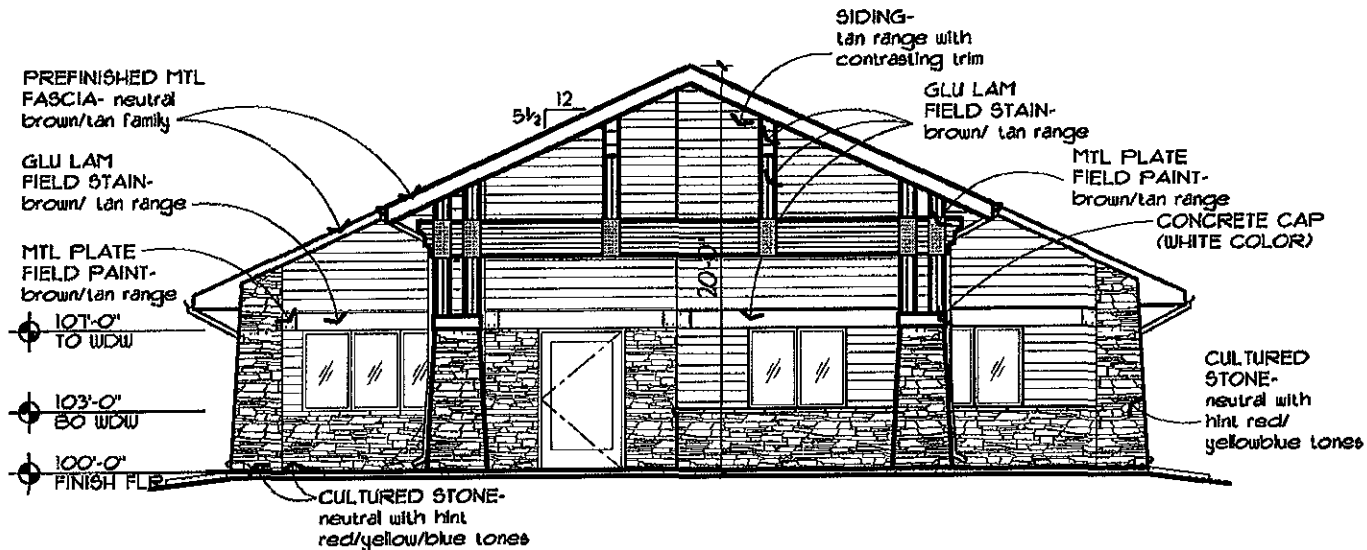 SIDING-
tan range with
contrasting trim
PREFINISHED MTL
FASCIA- neutral
brown/tan family
12
5½
GLU LAM
FIELD STAIN-
brown/ tan range
GLU LAM
FIELD STAIN-
brown/ tan range
MTL PLATE
FIELD PAINT-
brown/tan range
CONCRETE CAP
(WHITE COLOR)
MTL PLATE
FIELD PAINT-
brown/tan range
20'-0"
107'-0"
TO WDW
103'-0"
BO WDW
100'-0"
FINISH FLR
CULTURED
STONE-
neutral with
hint red/
yellowblue tones
CULTURED STONE-
neutral with hint
red/yellow/blue tones